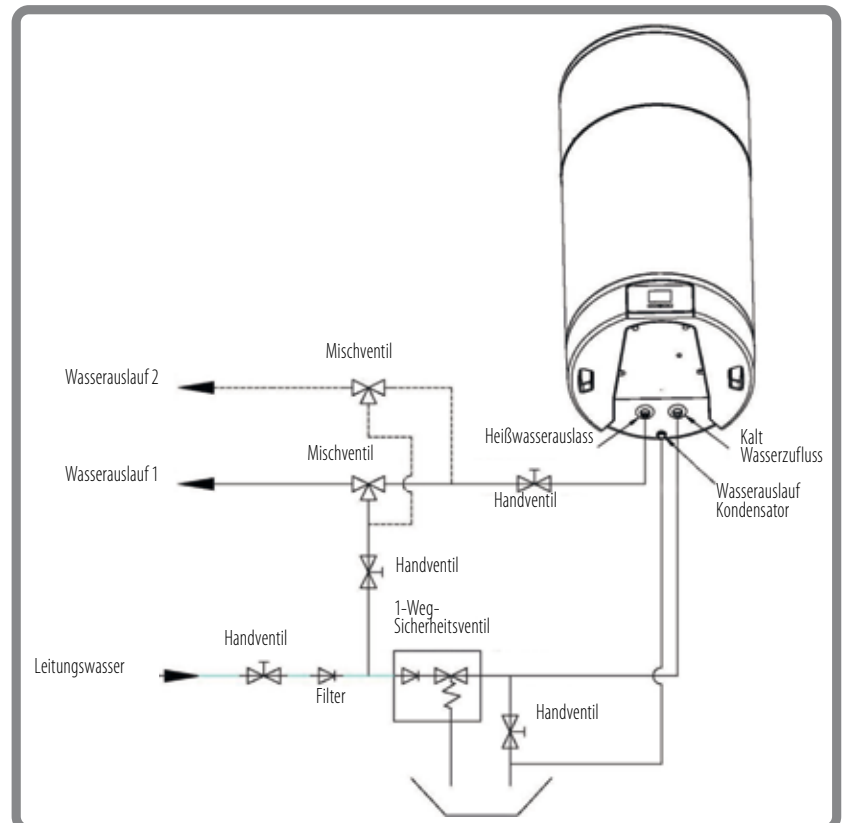 Mischventil
Wasserauslauf 2
Heißwasserauslass
Kalt
Wasserzufluss
Mischventil
Wasserauslauf 1
Handventil
Wasserauslauf
Kondensator
Handventil
1-Weg-
Sicherheitsventil
Handventil
Leitungswasser
Filter
Handventil